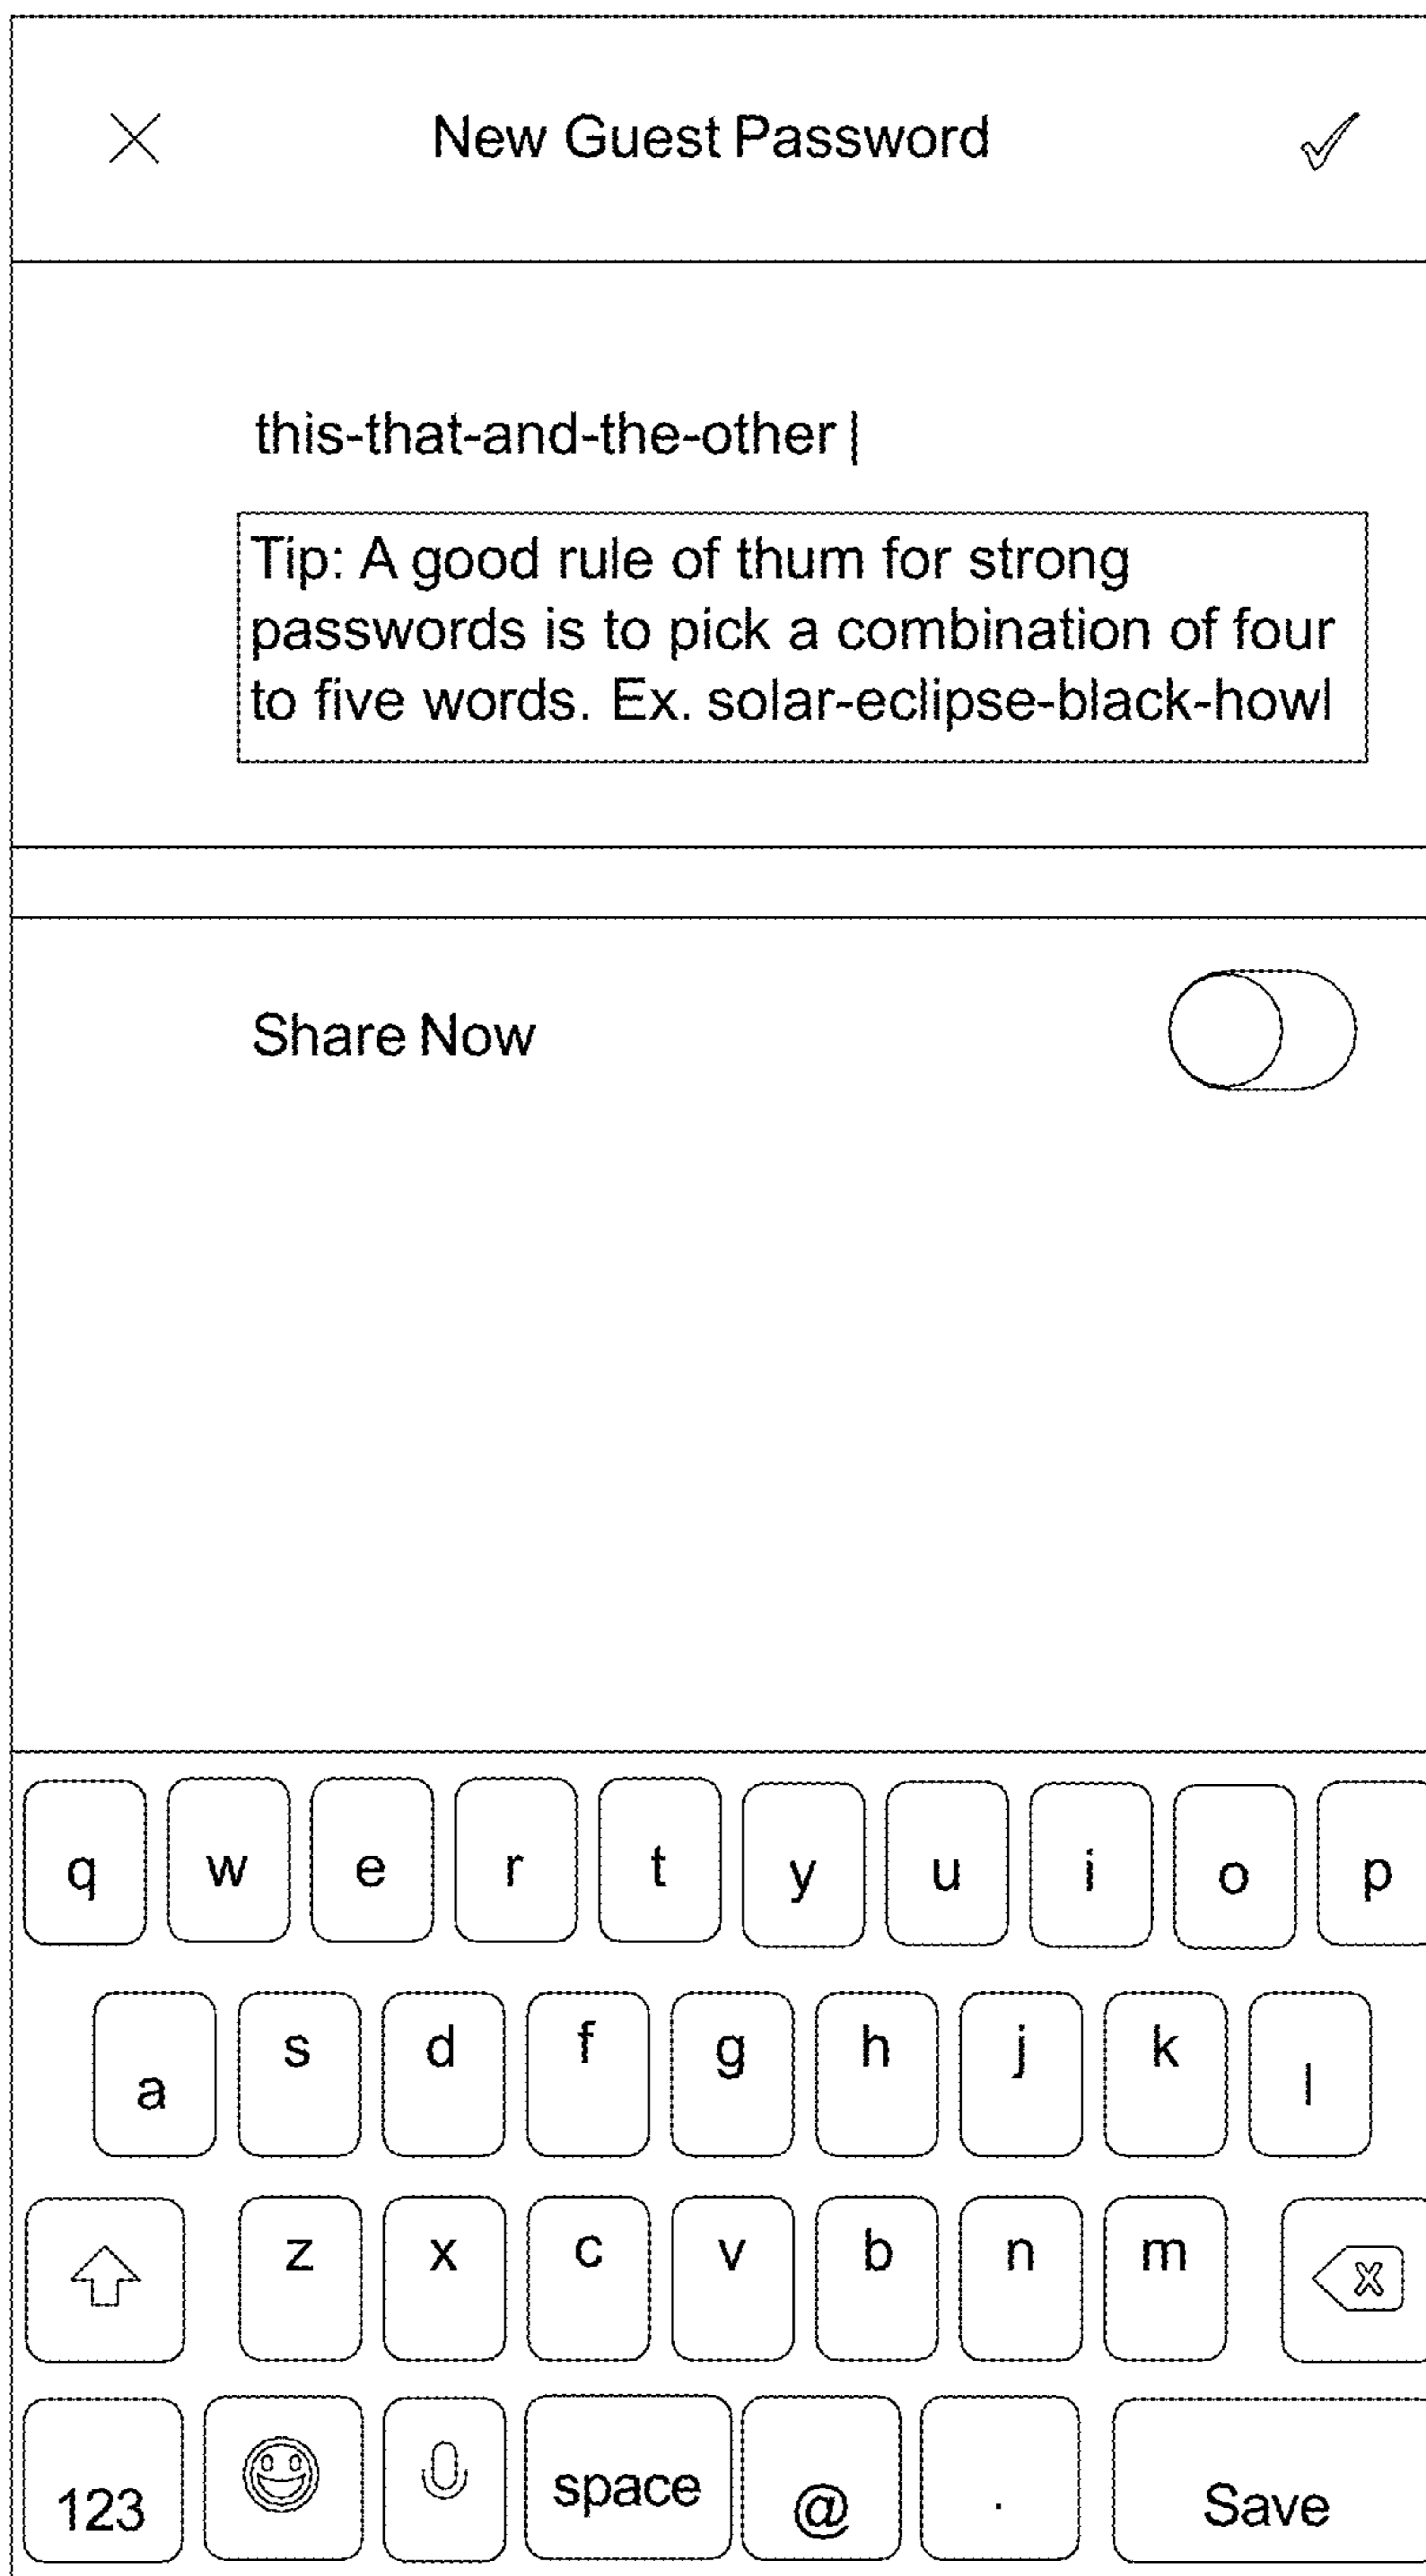 New Guest Password
this-that-and-the-other
Tip: A good rule of thum for strong
passwords is to pick a combination of four
to five words. Ex. solar-eclipse-black-howl
Share Now
q w e r t y u i o p
a s d f g h j k l
z x c v b n m x
123 space @ . Save